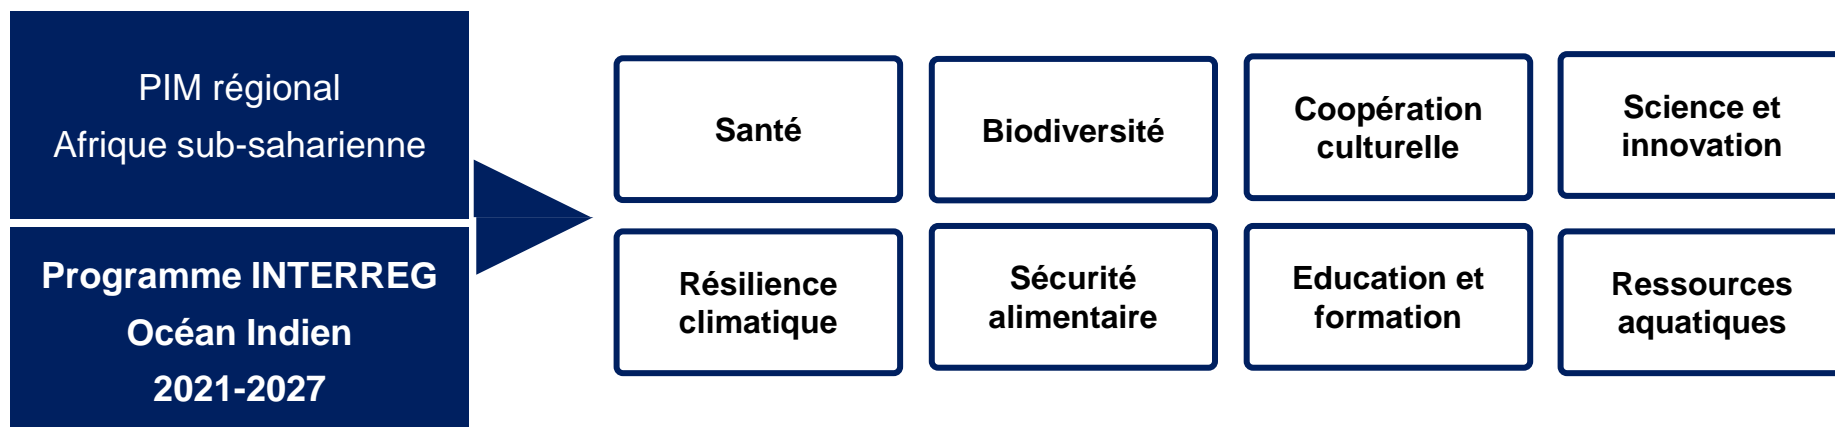 PIM régional
Afrique sub-saharienne
Programme INTERREG
Océan Indien
2021-2027
Santé
Biodiversité
Coopération
culturelle
Science et
innovation
Résilience
climatique
Sécurité
alimentaire
Education et
formation
Ressources
aquatiques